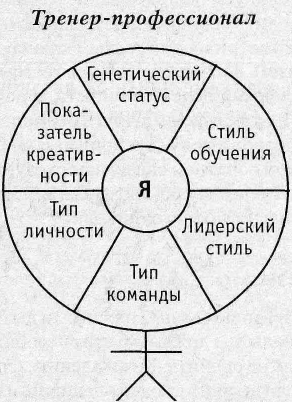 Тренер-профессионал
Генетический
статус
Пока-
затель
креатив-
ности
Стиль
обучения
Я
Тип
личности
Лидерский
стиль
Тип
команды